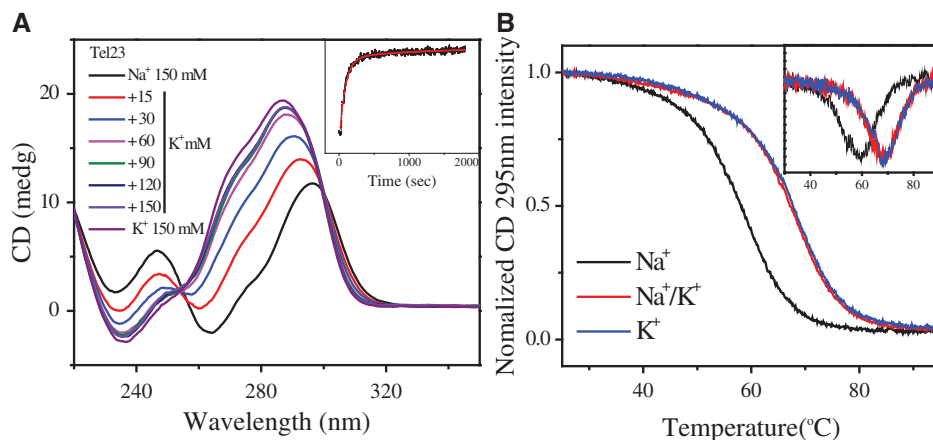 A
Tel23
Na⁺ 150 mM
+15
+30
+60
+90
+120
+150
K⁺ 150 mM
K⁺ mM
CD (medg)
20
10
0
240
280
320
Wavelength (nm)
0
1000
2000
Time (sec)
B
Nomalized CD 295nm intensity
1.0
0.5
0.0
Na⁺
Na⁺/K⁺
K⁺
40
60
80
Temperature(°C)
40
60
80